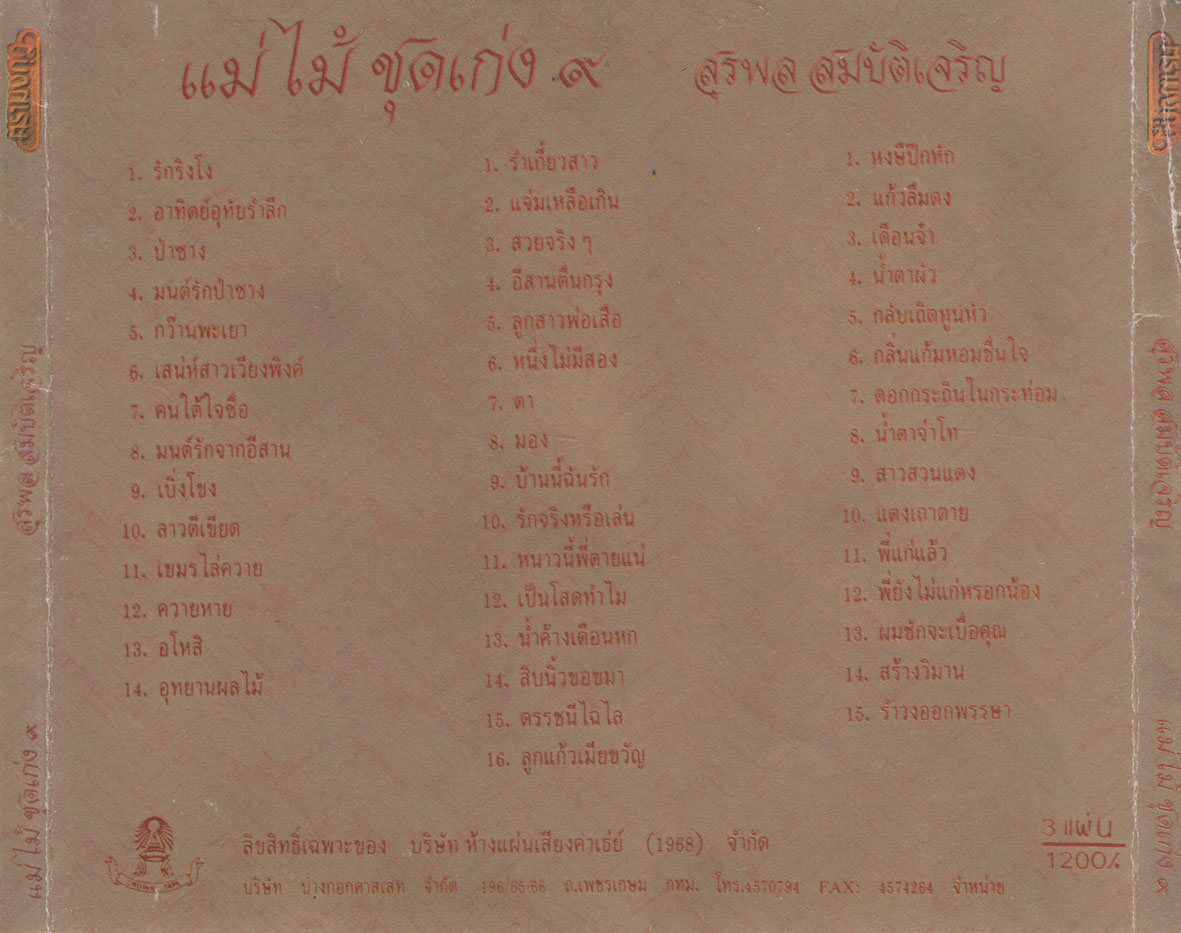 แม่ไม้ ชุดเก่ง ๙ สุรพล สมบัติเจริญ
1. รักริงโง
2. อาทิตย์อุทัยรำลึก
3. ป่าซาง
4. มนต์รักป่าซาง
5. กว๊านพะเยา
6. เสน่ห์สาวเวียงพิงค์
7. คนใต้ใจซื่อ
8. มนต์รักจากอีสาน
9. เบิ่งโขง
10. ลาวตีเขียด
11. เขมรไล่ควาย
12. ควายหาย
13. อโหสิ
14. อุทยานผลไม้
1. รำเกี้ยวสาว
2. แจ่มเหลือเกิน
3. สวยจริง ๆ
4. อีสานตื่นกรุง
5. ลูกสาวพ่อเสือ
6. หนึ่งไม่มีสอง
7. ตา
8. มอง
9. บ้านนี้ฉันรัก
10. รักจริงหรือเล่น
11. หนาวนี้พี่ตายแน่
12. เป็นโสดทำไม
13. น้ำค้างเดือนหก
14. สิบนิ้วขอขมา
15. ดรรชนีไฉไล
16. ลูกแก้วเมียขวัญ
1. หงษ์ปีกหัก
2. แก้วลืมดง
3. เดือนจ๋า
4. น้ำตาผัว
5. กลับเถิดทูนหัว
6. กลิ่นแก้มหอมชื่นใจ
7. ดอกกระถินในกระท่อม
8. น้ำตาจ่าโท
9. สาวสวนแตง
10. แตงเถาตาย
11. พี่แก่แล้ว
12. พี่ยังไม่แก่หรอกน้อง
13. ผมชักจะเบื่อคุณ
14. สร้างวิมาน
15. รำวงออกพรรษา
ลิขสิทธิ์เฉพาะของ บริษัท ห้างแผ่นเสียงคาเธ่ย์ (1968) จำกัด
บริษัท บางกอกคาสเสท จำกัด 196/65-66 ถ.เพชรเกษม กทม. โทร.4570794 FAX: 4574264 จำหน่าย
3 แผ่น
1200%
สุรพล สมบัติเจริญ
แม่ไม้ ชุดเก่ง ๙
สุรพล สมบัติเจริญ
แม่ไม้ ชุดเก่ง ๙